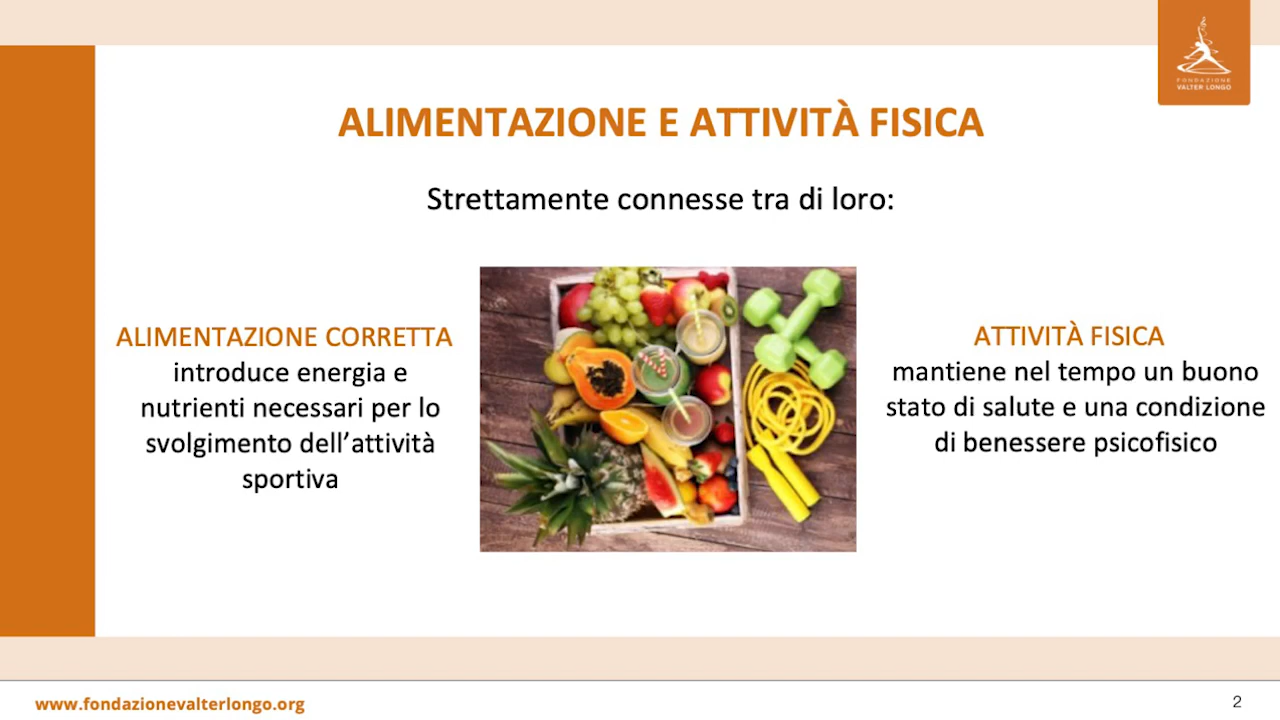 FONDAZIONE
VALTER LONGO
ALIMENTAZIONE E ATTIVITÀ FISICA
Strettamente connesse tra di loro:
ALIMENTAZIONE CORRETTA
introduce energia e
nutrienti necessari per lo
svolgimento dell’attività
sportiva
ATTIVITÀ FISICA
mantiene nel tempo un buono
stato di salute e una condizione
di benessere psicofisico
www.fondazionevalterlongo.org
2